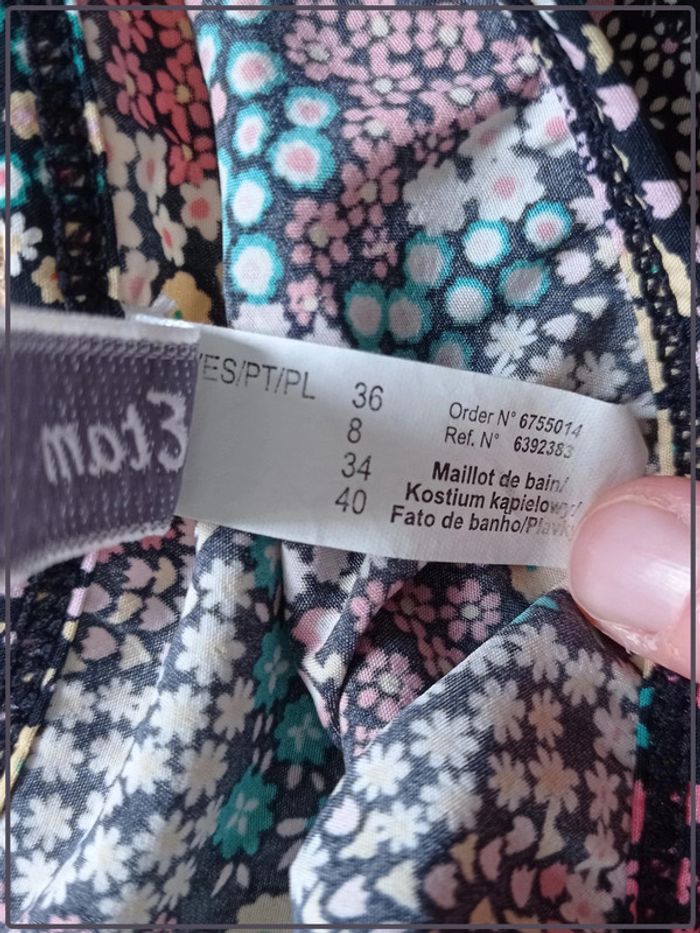 Etam
/ES/PT/PL 36
8
34
40
Order N° 6755014
Ref. N° 6392383
Maillot de bain/
Kostium kąpielowy/
Fato de banho/Plavky